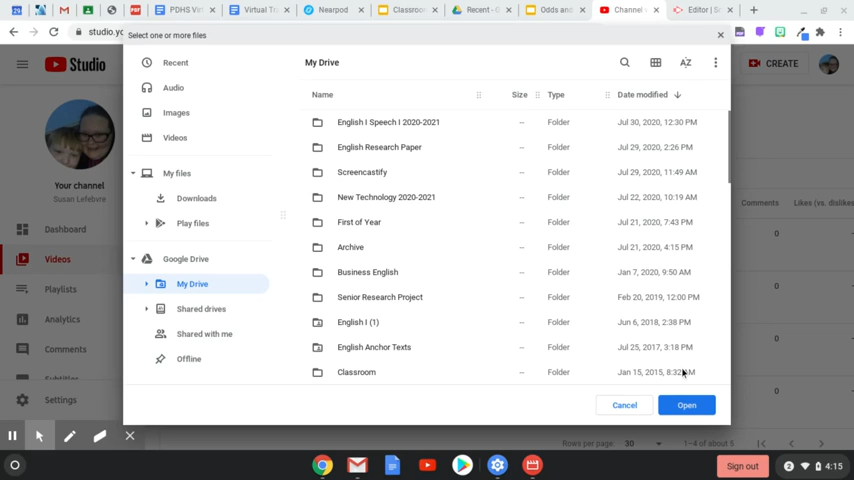 PDHS Vir
Virtual Tr
Nearpod
Classroo
Recent - G
Odds and
Channel
Editor | Sc
studio.yo
Select one or more files
Studio
CREATE
Your channel
Susan Lefebvre
Dashboard
Videos
Playlists
Analytics
Comments
Subtitles
Settings
Recent
Audio
Images
Videos
My files
Downloads
Play files
Google Drive
My Drive
Shared drives
Shared with me
Offline
My Drive
Name Size Type Date modified
English I Speech I 2020-2021 -- Folder Jul 30, 2020, 12:30 PM
English Research Paper -- Folder Jul 29, 2020, 2:26 PM
Screencastify -- Folder Jul 29, 2020, 11:49 AM
New Technology 2020-2021 -- Folder Jul 22, 2020, 10:19 AM
First of Year -- Folder Jul 21, 2020, 7:43 PM
Archive -- Folder Jul 21, 2020, 4:15 PM
Business English -- Folder Jan 7, 2020, 9:50 AM
Senior Research Project -- Folder Feb 20, 2019, 12:00 PM
English I (1) -- Folder Jun 6, 2018, 2:38 PM
English Anchor Texts -- Folder Jul 25, 2017, 3:18 PM
Classroom -- Folder Jan 15, 2015, 8:32 AM
Cancel Open
Comments Likes (vs. dislikes
0
0
0
0
Rows per page: 30 1–4 of about 5
Sign out 2 4:15